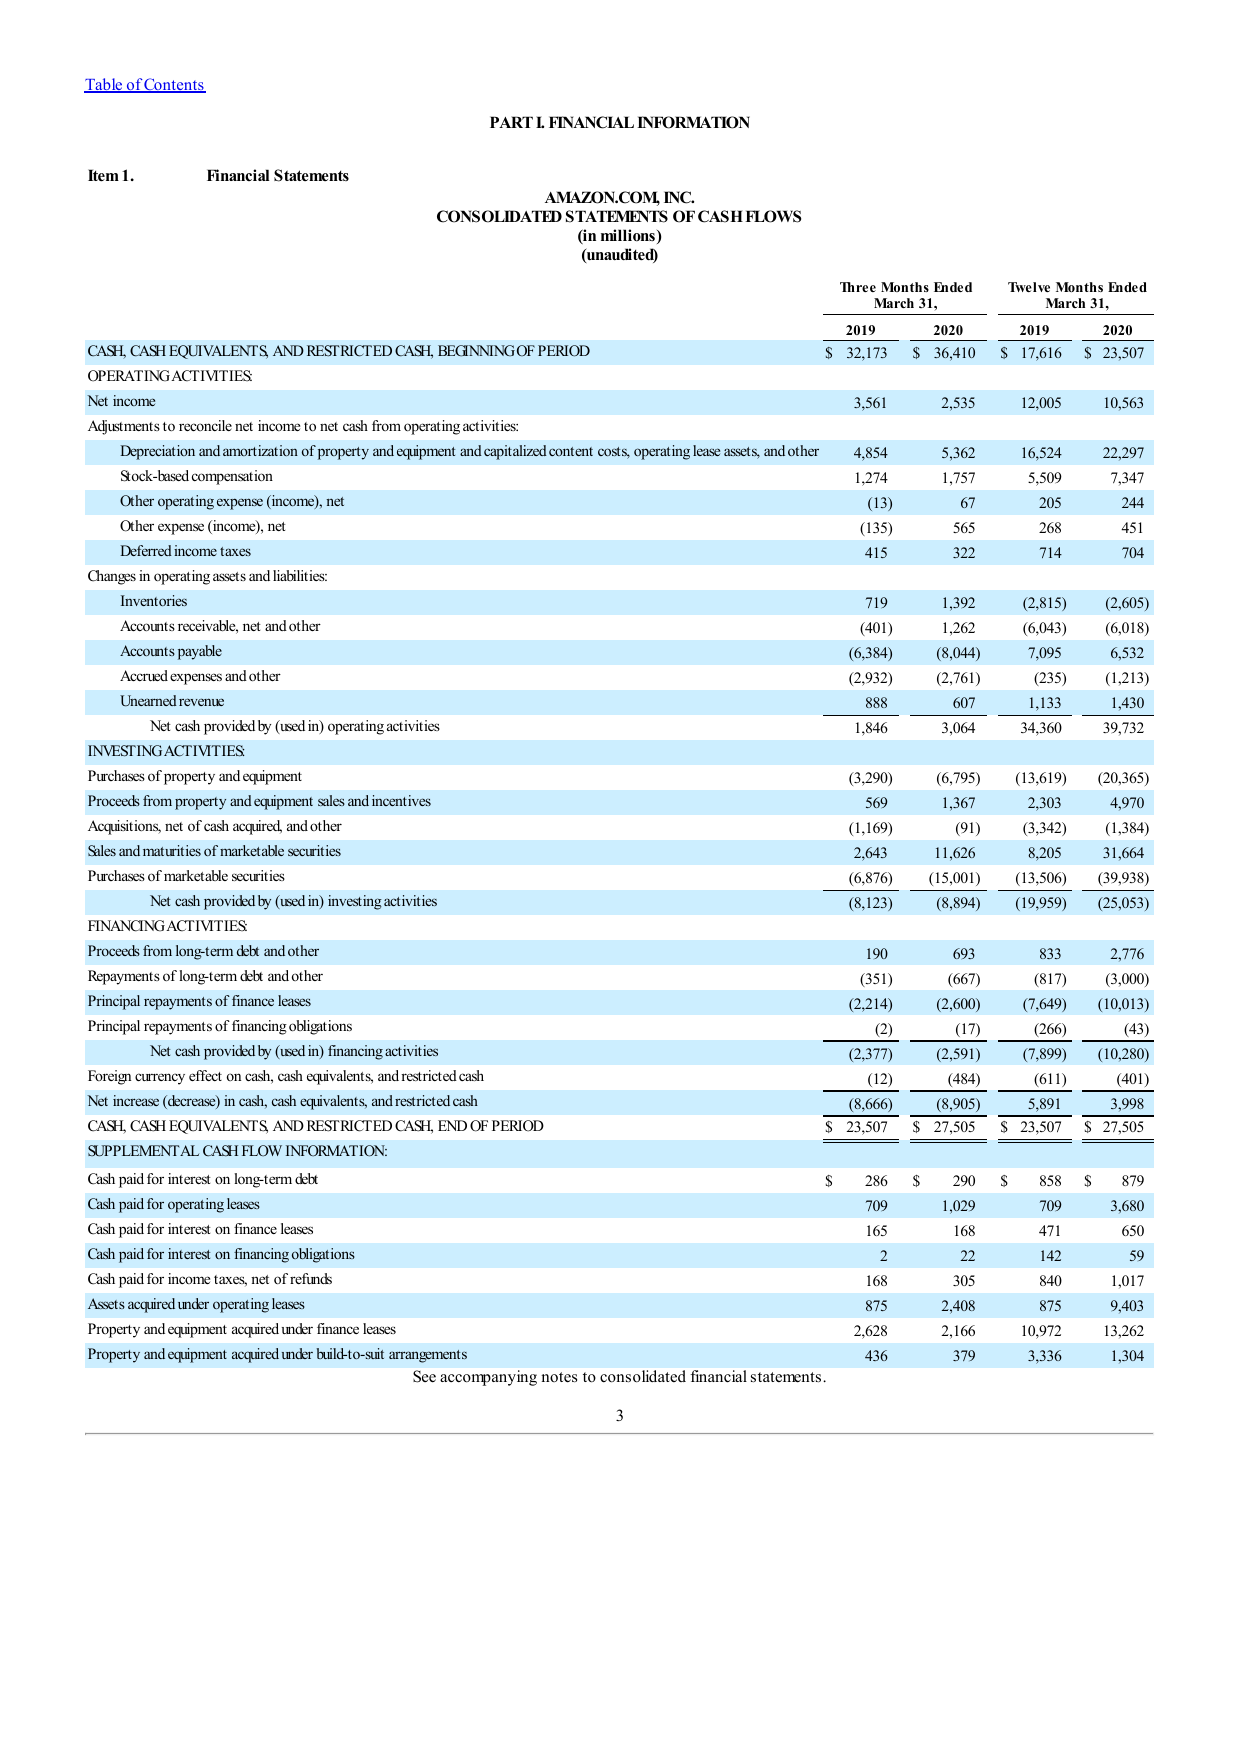 Table of Contents
PART I. FINANCIAL INFORMATION
Item 1. Financial Statements
AMAZON.COM, INC.
CONSOLIDATED STATEMENTS OF CASH FLOWS
(in millions)
(unaudited)
Three Months Ended March 31, Twelve Months Ended March 31,
2019 2020 2019 2020
CASH, CASH EQUIVALENTS, AND RESTRICTED CASH, BEGINNING OF PERIOD $ 32,173 $ 36,410 $ 17,616 $ 23,507
OPERATING ACTIVITIES:
Net income 3,561 2,535 12,005 10,563
Adjustments to reconcile net income to net cash from operating activities:
Depreciation and amortization of property and equipment and capitalized content costs, operating lease assets, and other 4,854 5,362 16,524 22,297
Stock-based compensation 1,274 1,757 5,509 7,347
Other operating expense (income), net (13) 67 205 244
Other expense (income), net (135) 565 268 451
Deferred income taxes 415 322 714 704
Changes in operating assets and liabilities:
Inventories 719 1,392 (2,815) (2,605)
Accounts receivable, net and other (401) 1,262 (6,043) (6,018)
Accounts payable (6,384) (8,044) 7,095 6,532
Accrued expenses and other (2,932) (2,761) (235) (1,213)
Unearned revenue 888 607 1,133 1,430
Net cash provided by (used in) operating activities 1,846 3,064 34,360 39,732
INVESTING ACTIVITIES:
Purchases of property and equipment (3,290) (6,795) (13,619) (20,365)
Proceeds from property and equipment sales and incentives 569 1,367 2,303 4,970
Acquisitions, net of cash acquired, and other (1,169) (91) (3,342) (1,384)
Sales and maturities of marketable securities 2,643 11,626 8,205 31,664
Purchases of marketable securities (6,876) (15,001) (13,506) (39,938)
Net cash provided by (used in) investing activities (8,123) (8,894) (19,959) (25,053)
FINANCING ACTIVITIES:
Proceeds from long-term debt and other 190 693 833 2,776
Repayments of long-term debt and other (351) (667) (817) (3,000)
Principal repayments of finance leases (2,214) (2,600) (7,649) (10,013)
Principal repayments of financing obligations (2) (17) (266) (43)
Net cash provided by (used in) financing activities (2,377) (2,591) (7,899) (10,280)
Foreign currency effect on cash, cash equivalents, and restricted cash (12) (484) (611) (401)
Net increase (decrease) in cash, cash equivalents, and restricted cash (8,666) (8,905) 5,891 3,998
CASH, CASH EQUIVALENTS, AND RESTRICTED CASH, END OF PERIOD $ 23,507 $ 27,505 $ 23,507 $ 27,505
SUPPLEMENTAL CASH FLOW INFORMATION:
Cash paid for interest on long-term debt $ 286 $ 290 $ 858 $ 879
Cash paid for operating leases 709 1,029 709 3,680
Cash paid for interest on finance leases 165 168 471 650
Cash paid for interest on financing obligations 2 22 142 59
Cash paid for income taxes, net of refunds 168 305 840 1,017
Assets acquired under operating leases 875 2,408 875 9,403
Property and equipment acquired under finance leases 2,628 2,166 10,972 13,262
Property and equipment acquired under build-to-suit arrangements 436 379 3,336 1,304
See accompanying notes to consolidated financial statements.
3